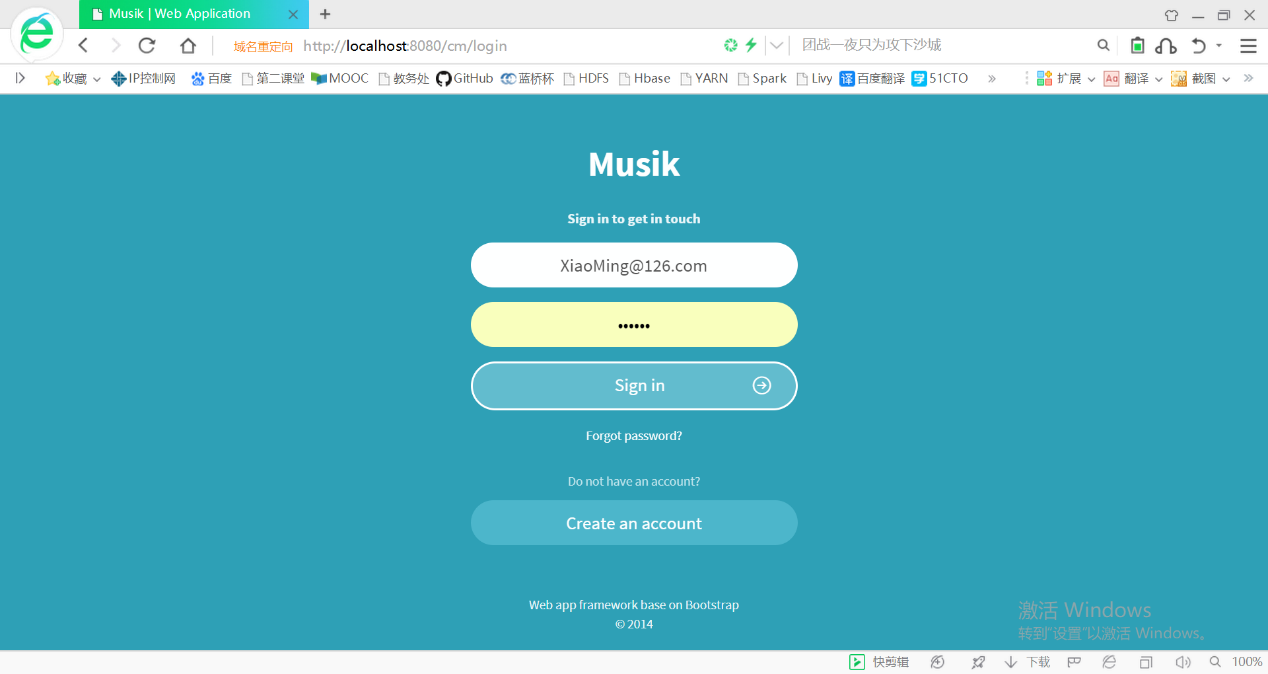 Musik | Web Application
域名重定向 http://localhost:8080/cm/login 团战一夜只为攻下沙城
收藏 IP控制网 百度 第二课堂 MOOC 教务处 GitHub 蓝桥杯 HDFS Hbase YARN Spark Livy 译 百度翻译 学 51CTO » 扩展 Aa 翻译 截图 »
Musik
Sign in to get in touch
XiaoMing@126.com
••••••
Sign in
Forgot password?
Do not have an account?
Create an account
Web app framework base on Bootstrap
© 2014
激活 Windows
转到"设置"以激活 Windows。
快剪辑 下载 100%